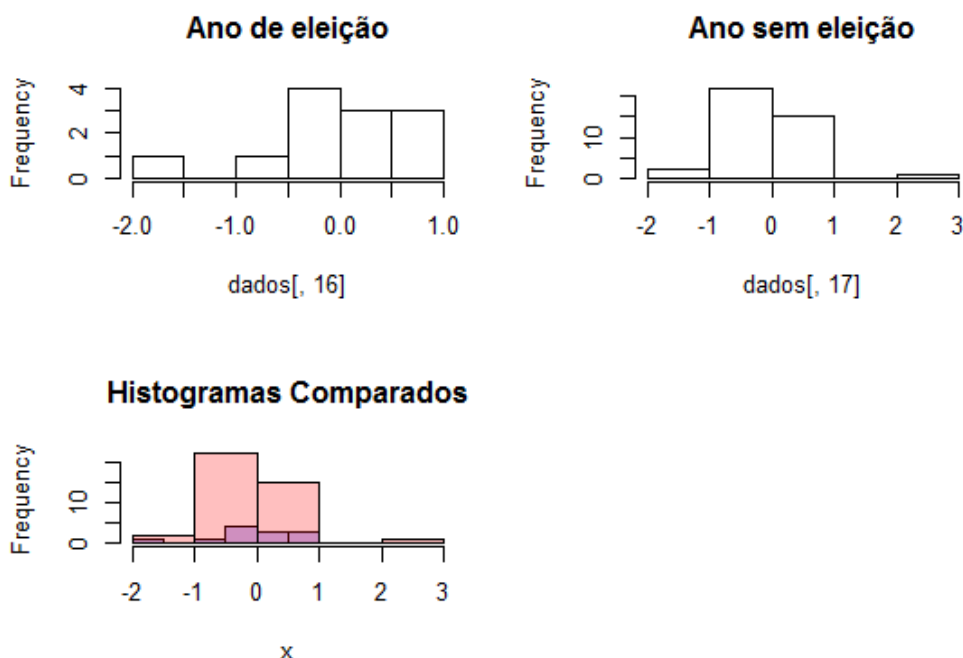 Ano de eleição
Frequency
4
2
0
-2.0 -1.0 0.0 1.0
dados[, 16]
Ano sem eleição
Frequency
10
0
-2 -1 0 1 2 3
dados[, 17]
Histogramas Comparados
Frequency
10
0
-2 -1 0 1 2 3
x